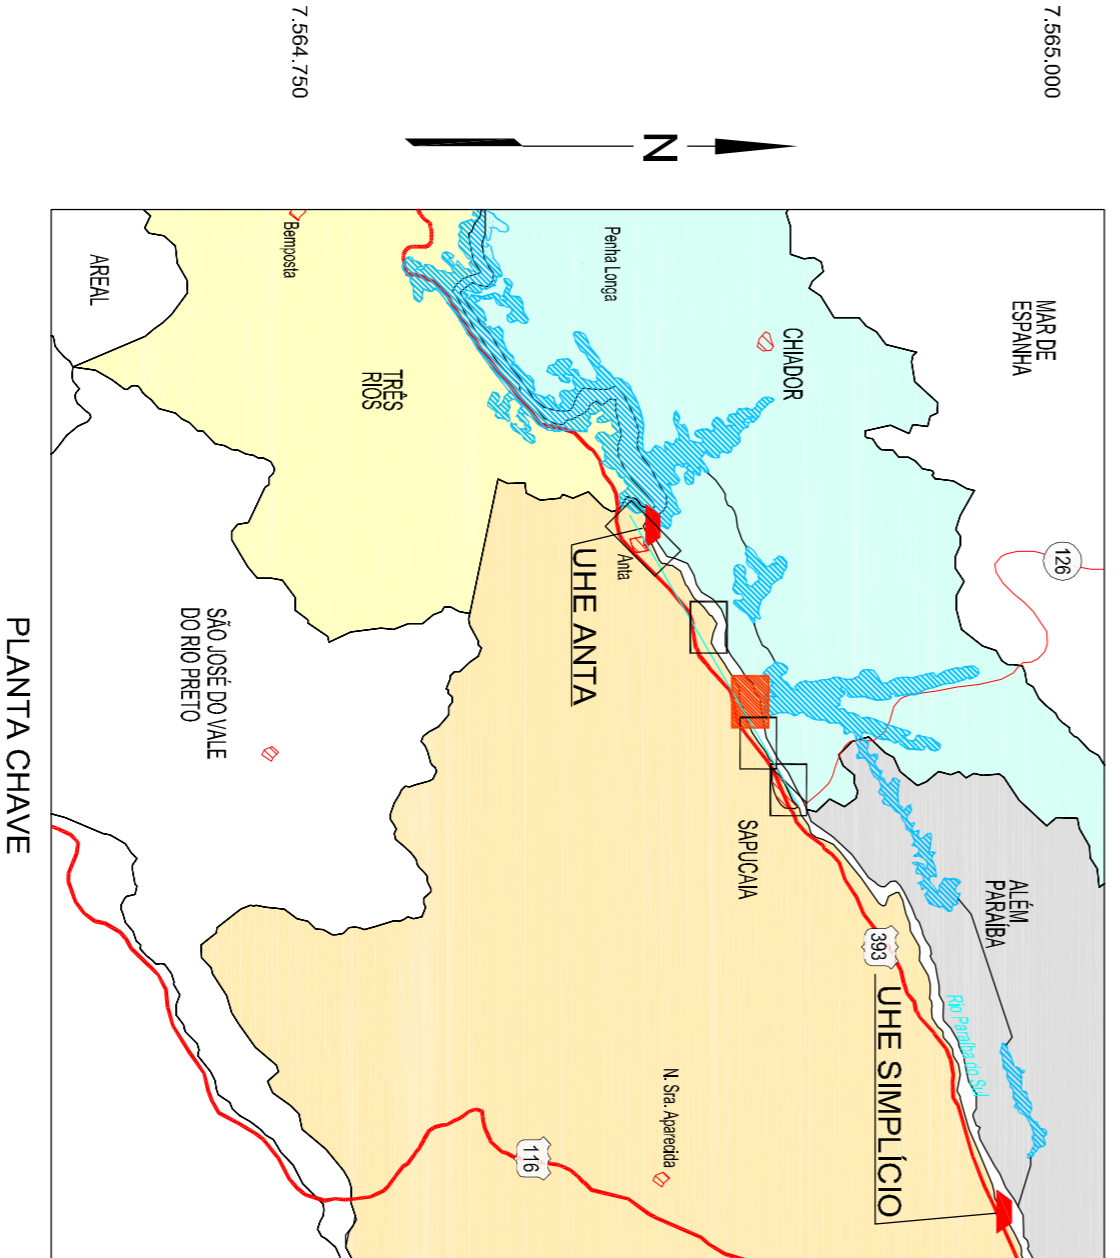 7.564.750
7.565.000
N
MAR DE
ESPANHA
126
CHIADOR
Penha Longa
Bemposta
AREAL
TRÊS
RIOS
Anta
UHE ANTA
SÃO JOSÉ DO VALE
DO RIO PRETO
SAPUCAIA
ALÉM
PARAÍBA
393
Rio Paraíba do Sul
UHE SIMPLÍCIO
N. Sra. Aparecida
116
PLANTA CHAVE